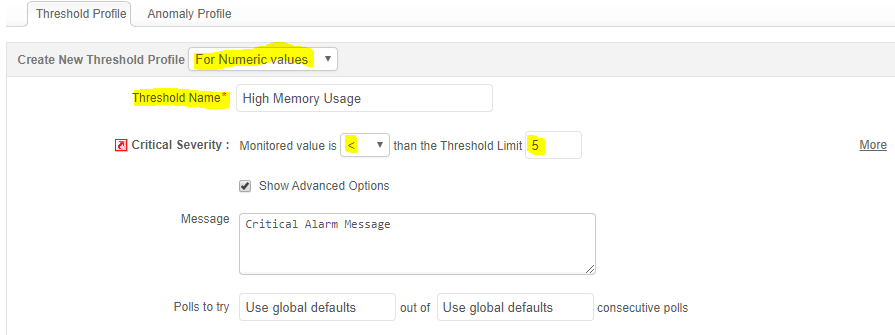 Threshold Profile Anomaly Profile
Create New Threshold Profile For Numeric values
Threshold Name* High Memory Usage
Critical Severity : Monitored value is < than the Threshold Limit 5 More
Show Advanced Options
Message Critical Alarm Message
Polls to try Use global defaults out of Use global defaults consecutive polls